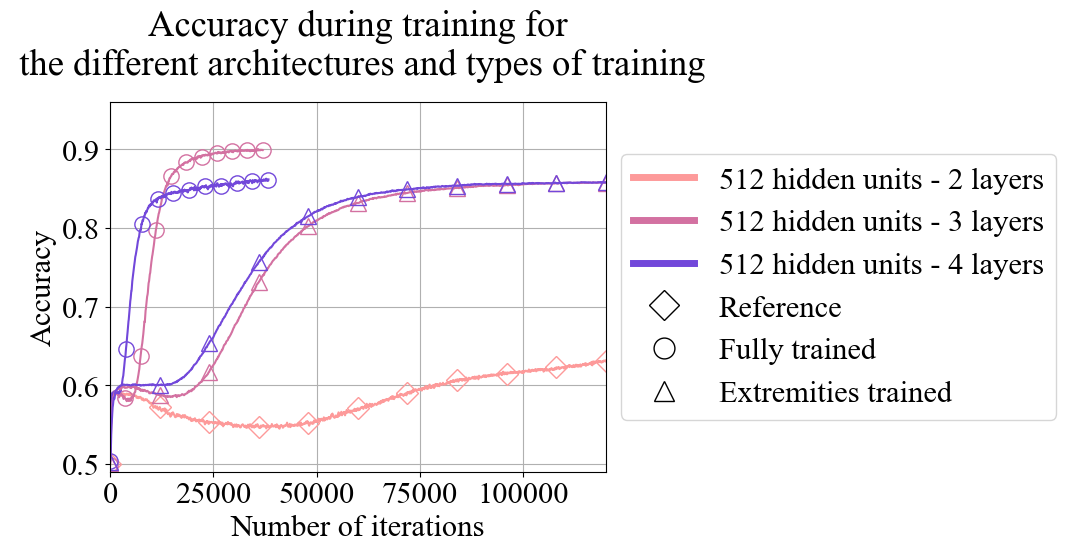 Accuracy during training for
the different architectures and types of training
Accuracy
0.9
0.8
0.7
0.6
0.5
0
25000
50000
75000
100000
Number of iterations
512 hidden units - 2 layers
512 hidden units - 3 layers
512 hidden units - 4 layers
Reference
Fully trained
Extremities trained